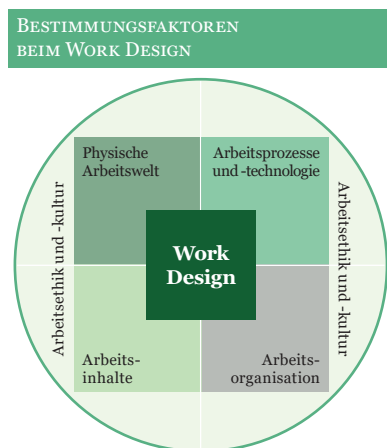 Bestimmungsfaktoren
beim Work Design
Physische
Arbeitswelt
Arbeitsprozesse
und -technologie
Arbeitsethik und -kultur
Work
Design
Arbeitsethik und -kultur
Arbeits-
inhalte
Arbeits-
organisation